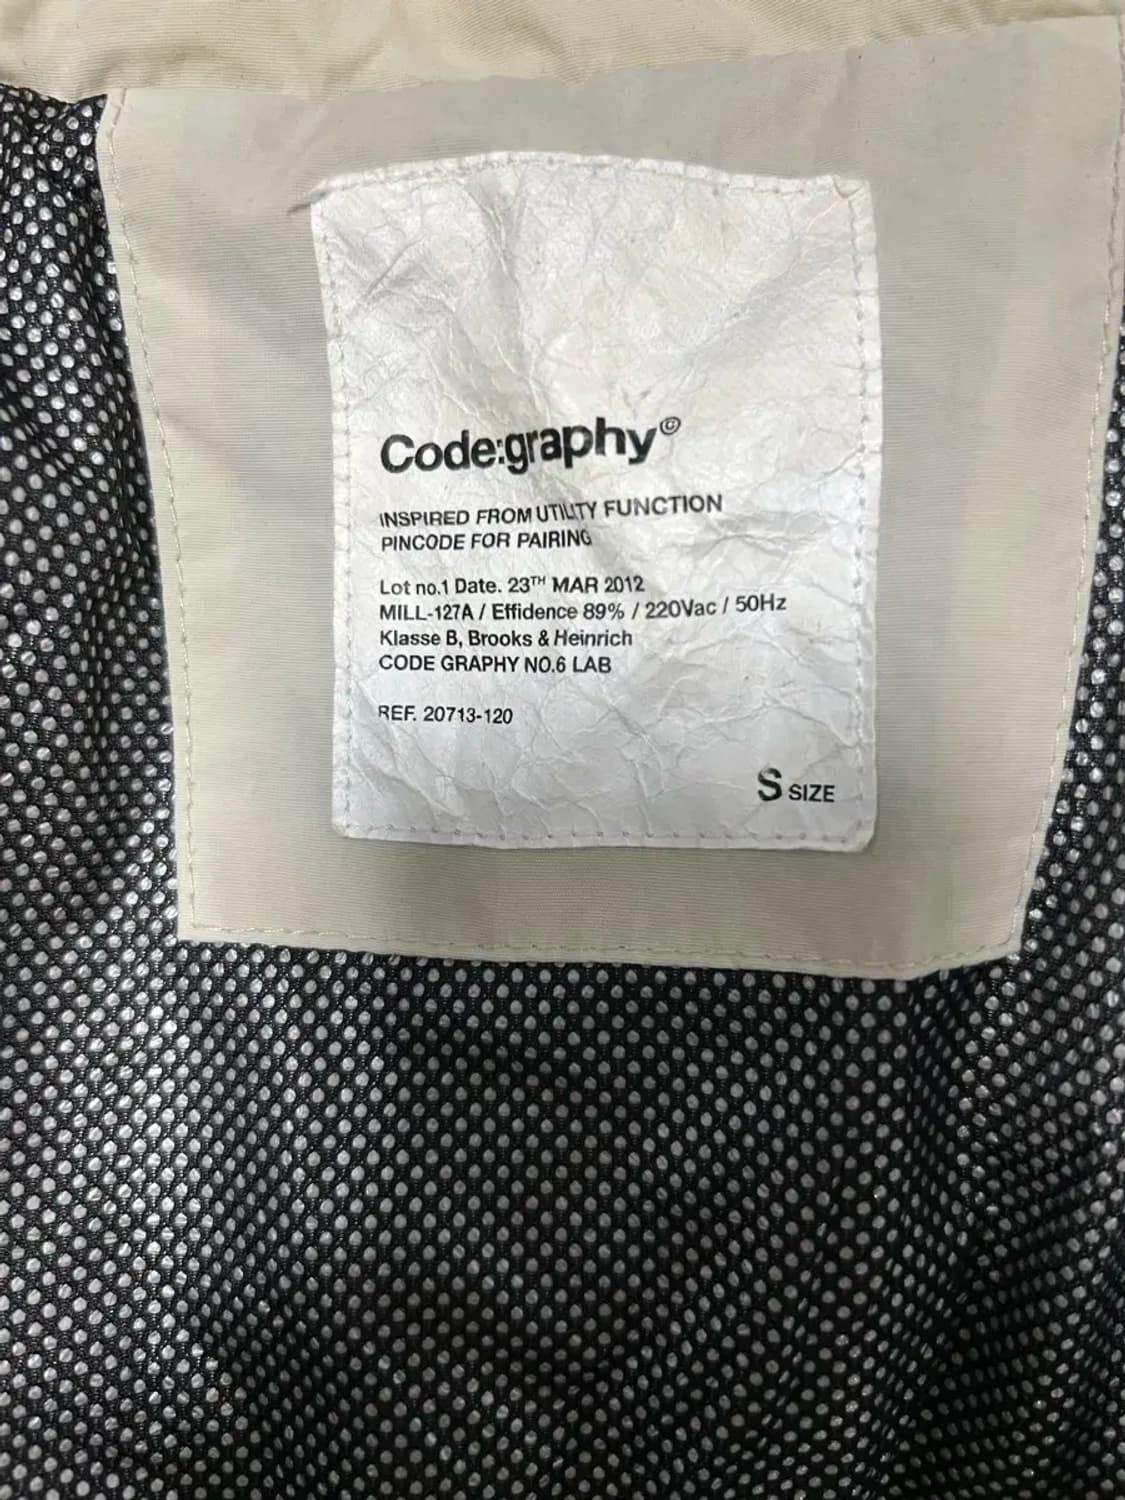 Code:graphy©
INSPIRED FROM UTILITY FUNCTION
PINCODE FOR PAIRING
Lot no.1 Date. 23TH MAR 2012
MILL-127A / Effidence 89% / 220Vac / 50Hz
Klasse B, Brooks & Heinrich
CODE GRAPHY NO.6 LAB
REF. 20713-120
S SIZE